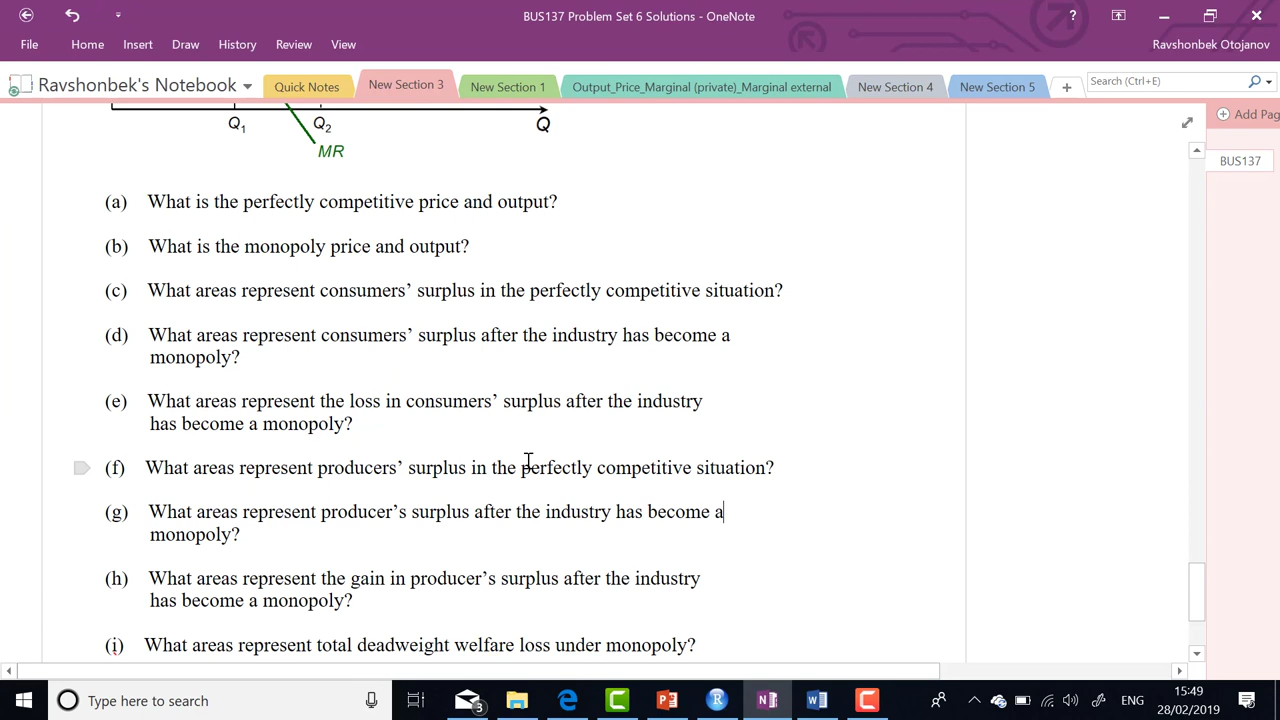 BUS137 Problem Set 6 Solutions - OneNote
?
File
Home
Insert
Draw
History
Review
View
Ravshonbek Otojanov
Ravshonbek's Notebook
Quick Notes
New Section 3
New Section 1
Output_Price_Marginal (private)_Marginal external
New Section 4
New Section 5
+
Search (Ctrl+E)
Add Pag
BUS137
Q1
Q2
Q
MR
(a) What is the perfectly competitive price and output?
(b) What is the monopoly price and output?
(c) What areas represent consumers’ surplus in the perfectly competitive situation?
(d) What areas represent consumers’ surplus after the industry has become a
monopoly?
(e) What areas represent the loss in consumers’ surplus after the industry
has become a monopoly?
(f) What areas represent producers’ surplus in the perfectly competitive situation?
(g) What areas represent producer’s surplus after the industry has become a
monopoly?
(h) What areas represent the gain in producer’s surplus after the industry
has become a monopoly?
(i) What areas represent total deadweight welfare loss under monopoly?
Type here to search
3
ENG
15:49
28/02/2019